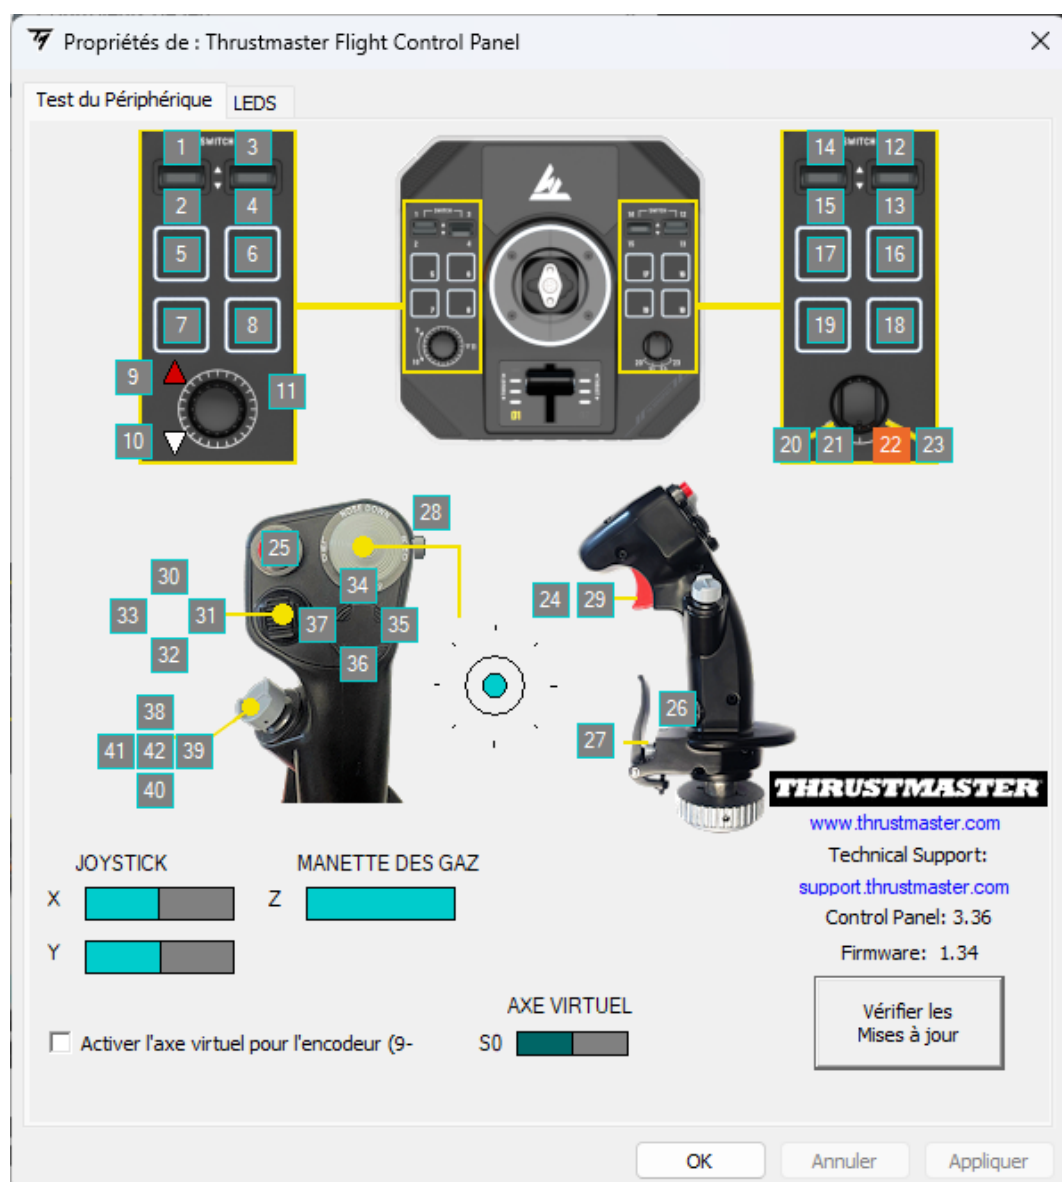 Propriétés de : Thrustmaster Flight Control Panel
Test du Périphérique LEDS
1 SWITCH 3
2 4
5 6
7 8
9
11
10
14 SWITCH 12
15 13
17 16
19 18
20 21 22 23
01
NOSE DOWN
25
28
30
34
33 31 37 35
32
36
24 29
26
27
38
41 42 39
40
THRUSTMASTER
www.thrustmaster.com
Technical Support:
support.thrustmaster.com
Control Panel: 3.36
Firmware: 1.34
JOYSTICK MANETTE DES GAZ
X Z
Y
Vérifier les
Mises à jour
AXE VIRTUEL
Activer l'axe virtuel pour l'encodeur (9- S0
OK Annuler Appliquer